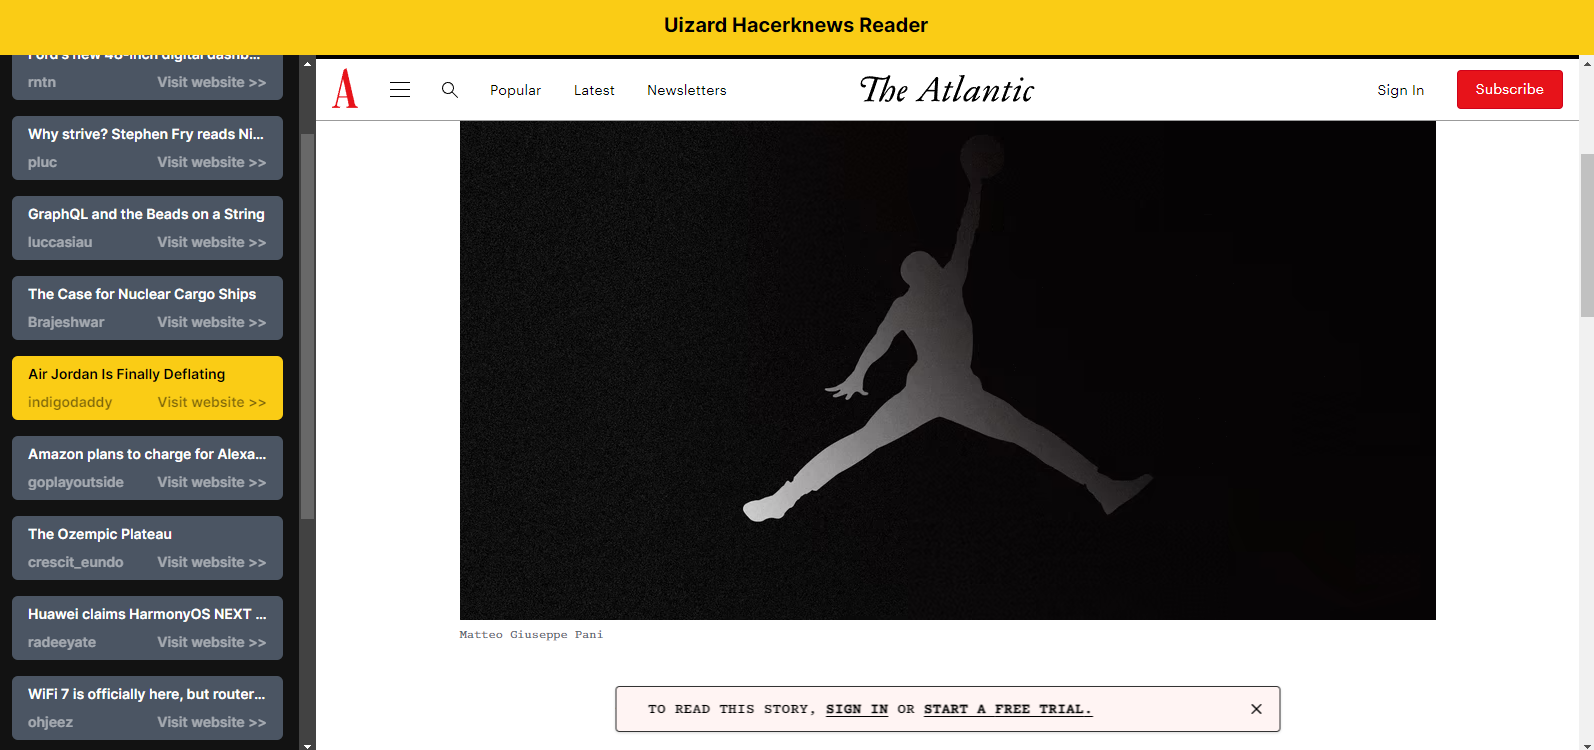 Uizard Hacerknews Reader
Ford's new 48-inch digital dashb...
rntn Visit website >>
Why strive? Stephen Fry reads Ni...
pluc Visit website >>
GraphQL and the Beads on a String
luccasiau Visit website >>
The Case for Nuclear Cargo Ships
Brajeshwar Visit website >>
Air Jordan Is Finally Deflating
indigodaddy Visit website >>
Amazon plans to charge for Alexa...
goplayoutside Visit website >>
The Ozempic Plateau
crescit_eundo Visit website >>
Huawei claims HarmonyOS NEXT ...
radeeyate Visit website >>
WiFi 7 is officially here, but router...
ohjeez Visit website >>
A Popular Latest Newsletters The Atlantic Sign In Subscribe
Matteo Giuseppe Pani
TO READ THIS STORY, SIGN IN OR START A FREE TRIAL.